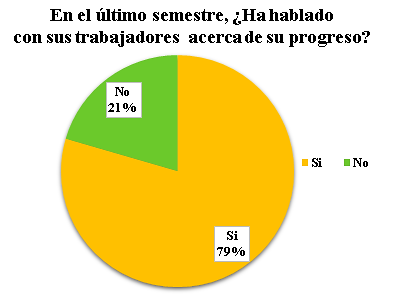 En el último semestre, ¿Ha hablado
con sus trabajadores acerca de su progreso?
No
21%
Si
No
Si
79%